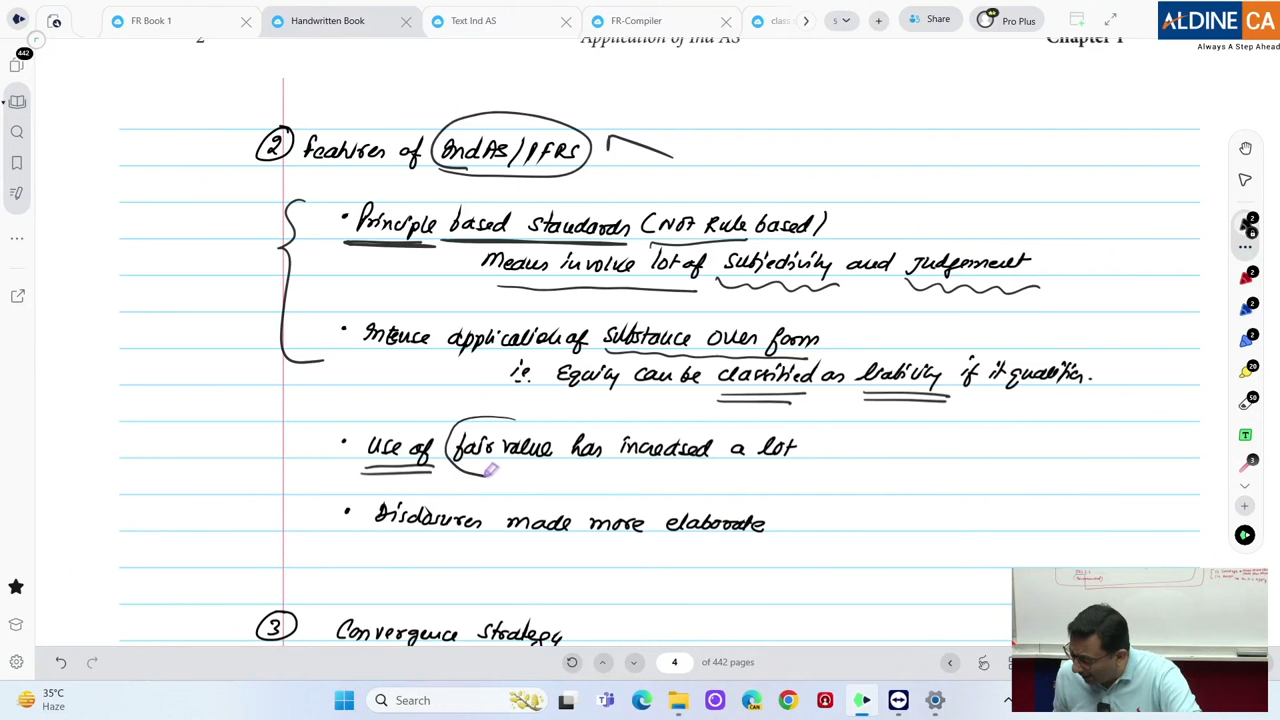 FR Book 1
Handwritten Book
Text Ind AS
FR-Compiler
Share
Pro Plus
ALDINE CA
Always A Step Ahead
2 Application of Ind AS Chapter 1
442
② Features of IndAS/IFRS
• Principle based standards (Not Rule based)
Means involve lot of subjectivity and judgement
• Intence application of substance over form
i.e. Equity can be classified as liability if it qualifies.
• Use of fair value has increased a lot
• Disclosures made more elaborate
③ Convergence strategy
4 of 442 pages
35°C
Haze
Search